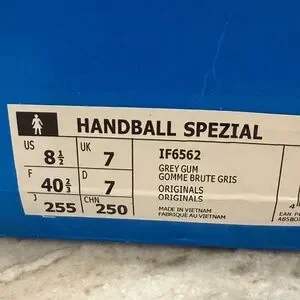 HANDBALL SPEZIAL
US 8½ UK 7 IF6562
GREY GUM
GOMME BRUTE GRIS
F 40⅔ D 7 ORIGINALS
ORIGINALS
J 255 CHN 250 MADE IN VIETNAM
FABRIQUÉ AU VIETNAM